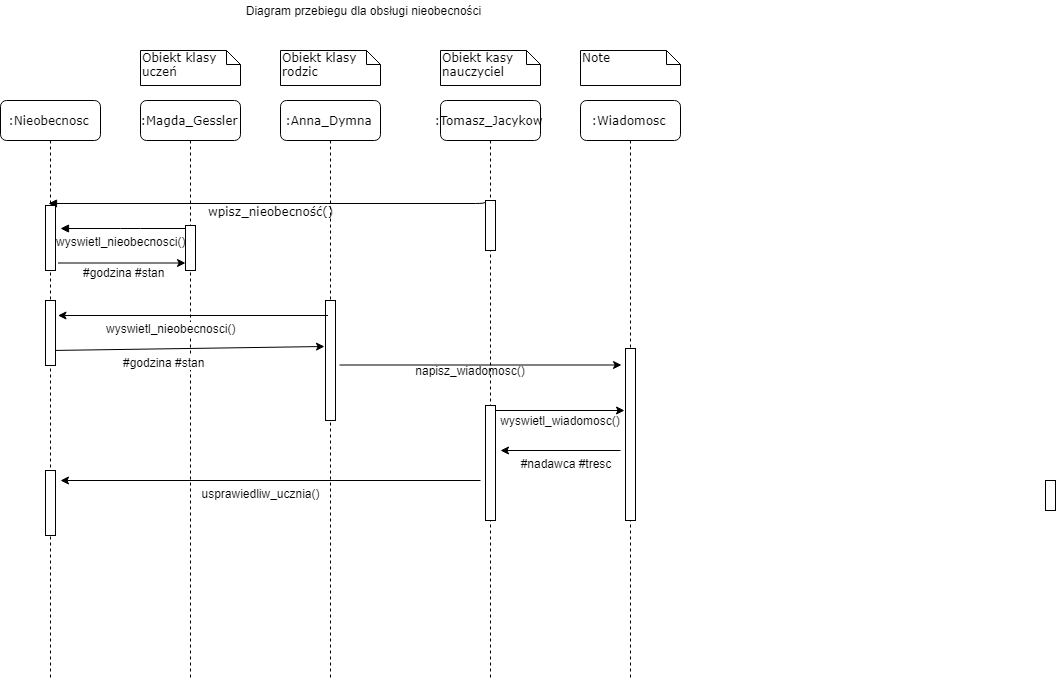 Diagram przebiegu dla obsługi nieobecności
Obiekt klasy
uczeń
Obiekt klasy
rodzic
Obiekt kasy
nauczyciel
Note
:Nieobecnosc
:Magda_Gessler
:Anna_Dymna
:Tomasz_Jacykow
:Wiadomosc
wpisz_nieobecność()
wyswietl_nieobecnosci()
#godzina #stan
wyswietl_nieobecnosci()
#godzina #stan
napisz_wiadomosc()
wyswietl_wiadomosc()
#nadawca #tresc
usprawiedliw_ucznia()